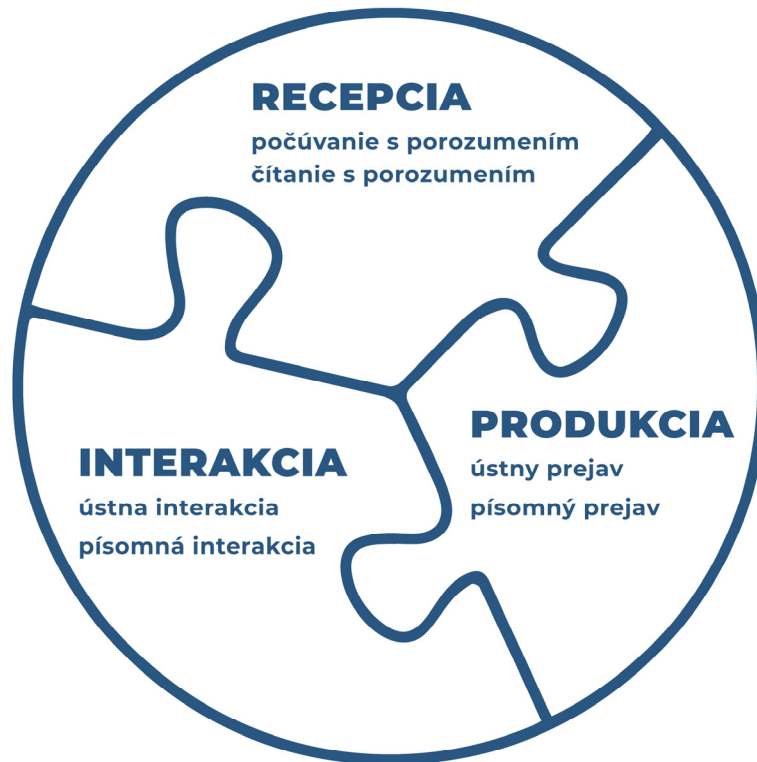 RECEPCIA
počúvanie s porozumením
čítanie s porozumením
PRODUKCIA
ústny prejav
písomný prejav
INTERAKCIA
ústna interakcia
písomná interakcia